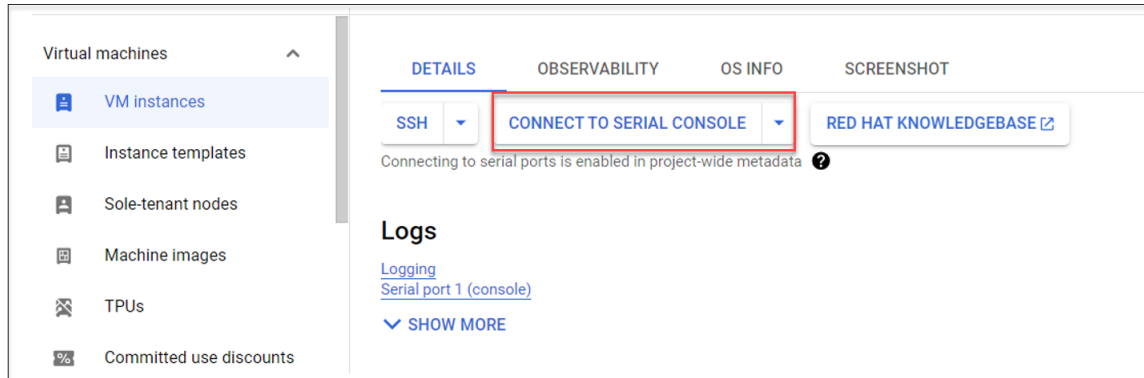 Virtual machines
VM instances
Instance templates
Sole-tenant nodes
Machine images
TPUs
Committed use discounts
DETAILS OBSERVABILITY OS INFO SCREENSHOT
SSH CONNECT TO SERIAL CONSOLE RED HAT KNOWLEDGEBASE
Connecting to serial ports is enabled in project-wide metadata ?
Logs
Logging
Serial port 1 (console)
SHOW MORE